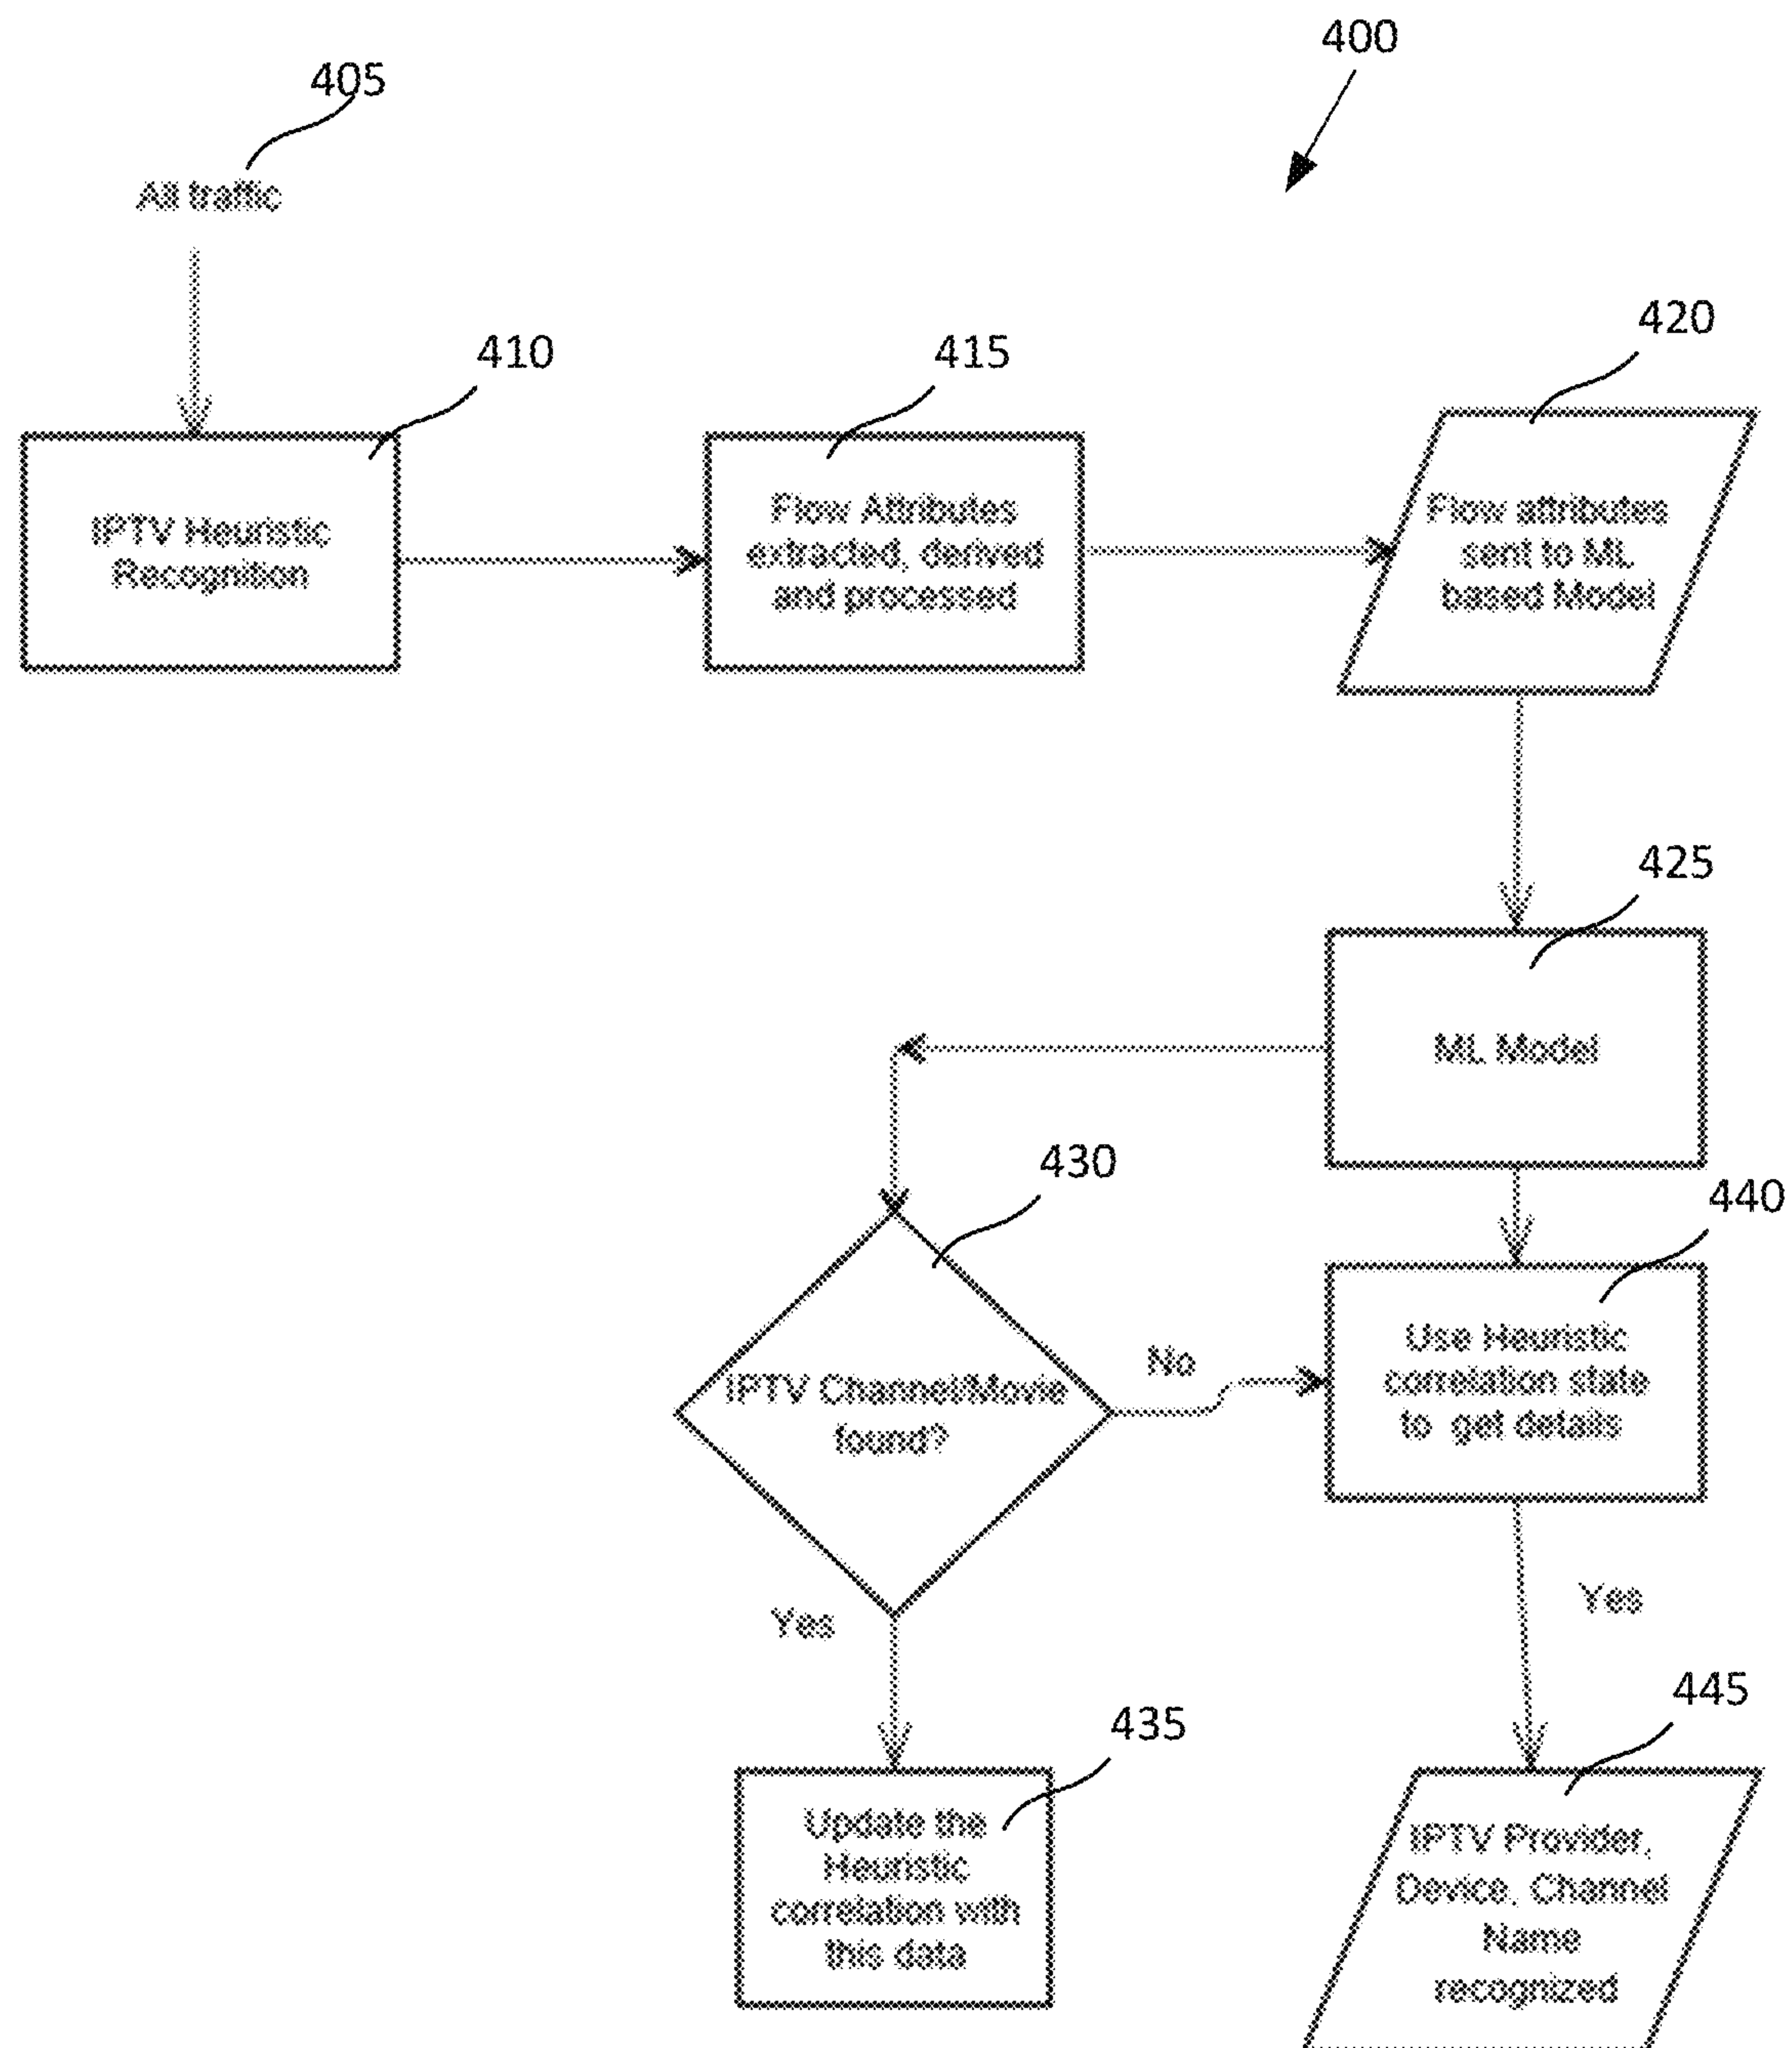 400
405
All traffic
410
IPTV Heuristic
Recognition
415
Flow Attributes
extracted, derived
and processed
420
Flow attributes
sent to ML
based Model
425
ML Model
430
IPTV Channel/Movie
found?
No
440
Use Heuristic
correlation state
to get details
Yes
Yes
435
Update the
Heuristic
correlation with
this data
445
IPTV Provider,
Device, Channel
Name
recognized